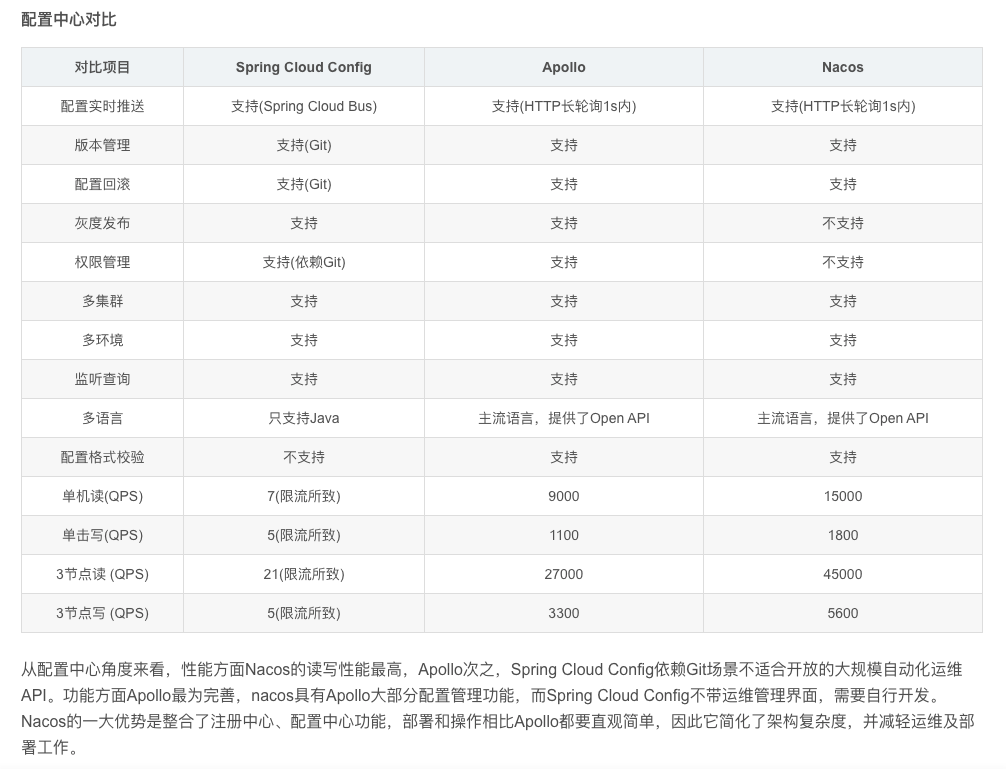 配置中心对比
对比项目 Spring Cloud Config Apollo Nacos
配置实时推送 支持(Spring Cloud Bus) 支持(HTTP长轮询1s内) 支持(HTTP长轮询1s内)
版本管理 支持(Git) 支持 支持
配置回滚 支持(Git) 支持 支持
灰度发布 支持 支持 不支持
权限管理 支持(依赖Git) 支持 不支持
多集群 支持 支持 支持
多环境 支持 支持 支持
监听查询 支持 支持 支持
多语言 只支持Java 主流语言，提供了Open API 主流语言，提供了Open API
配置格式校验 不支持 支持 支持
单机读(QPS) 7(限流所致) 9000 15000
单击写(QPS) 5(限流所致) 1100 1800
3节点读 (QPS) 21(限流所致) 27000 45000
3节点写 (QPS) 5(限流所致) 3300 5600
从配置中心角度来看，性能方面Nacos的读写性能最高，Apollo次之，Spring Cloud Config依赖Git场景不适合开放的大规模自动化运维
API。功能方面Apollo最为完善，nacos具有Apollo大部分配置管理功能，而Spring Cloud Config不带运维管理界面，需要自行开发。
Nacos的一大优势是整合了注册中心、配置中心功能，部署和操作相比Apollo都要直观简单，因此它简化了架构复杂度，并减轻运维及部
署工作。